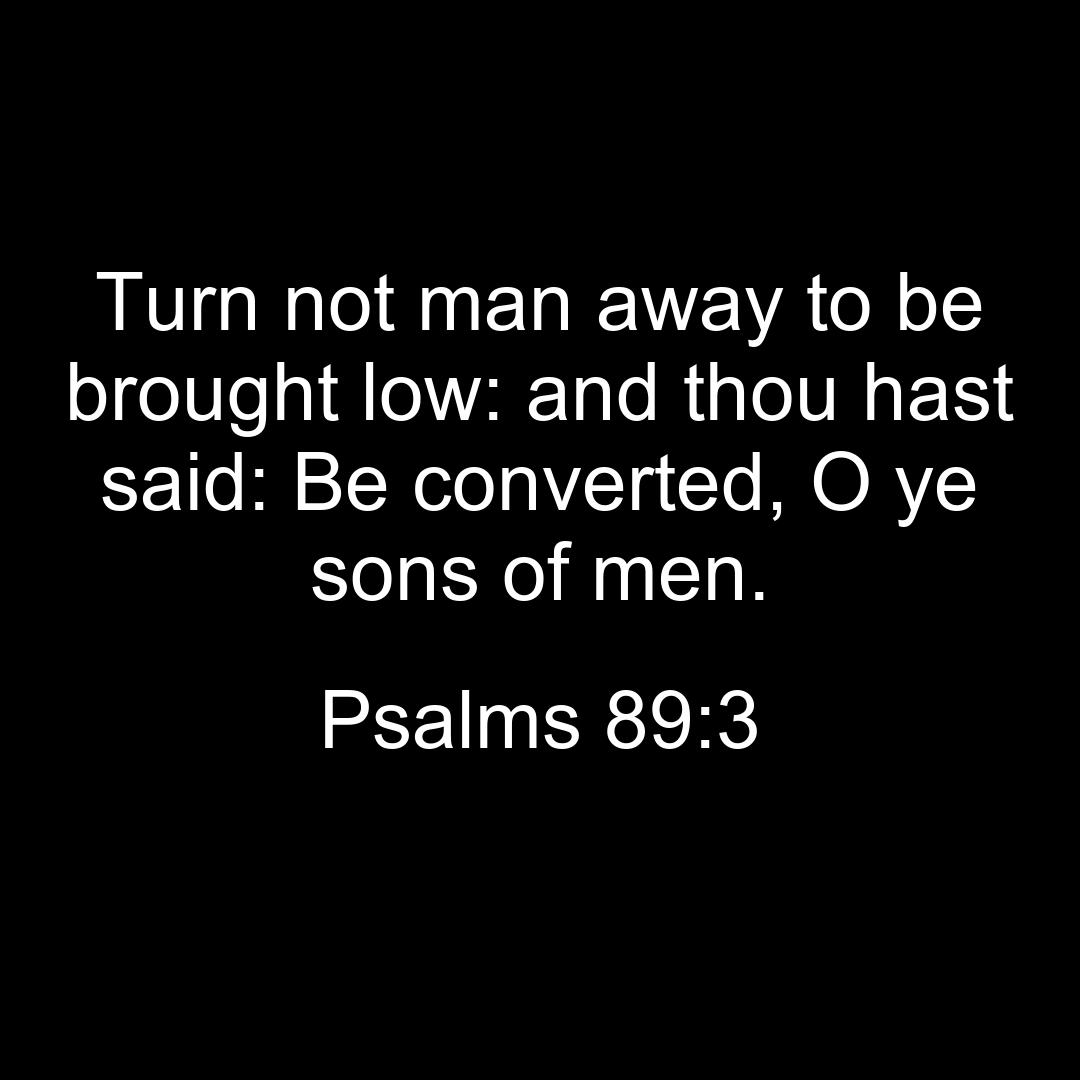 Turn not man away to be
brought low: and thou hast
said: Be converted, O ye
sons of men.
Psalms 89:3